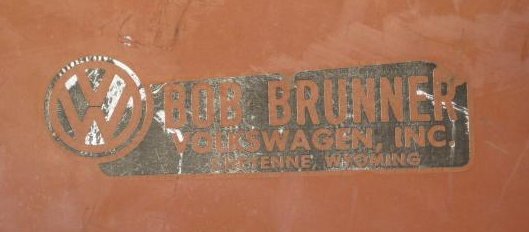 BOB BRUNNER
VOLKSWAGEN, INC.
CHEYENNE, WYOMING